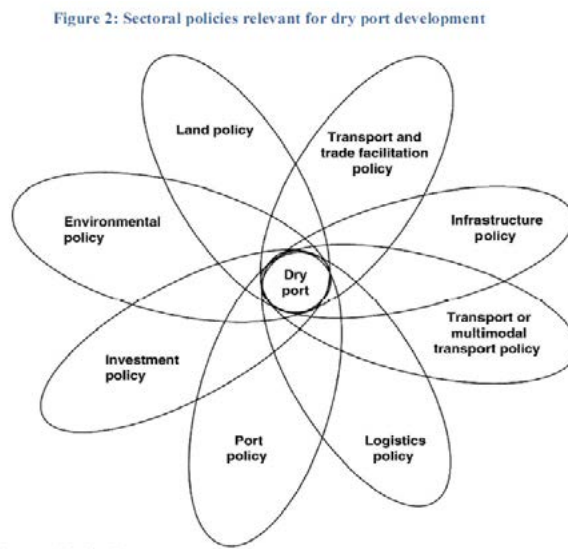 Figure 2: Sectoral policies relevant for dry port development
Land policy
Transport and
trade facilitation
policy
Environmental
policy
Infrastructure
policy
Dry
port
Transport or
multimodal
transport policy
Investment
policy
Port
policy
Logistics
policy